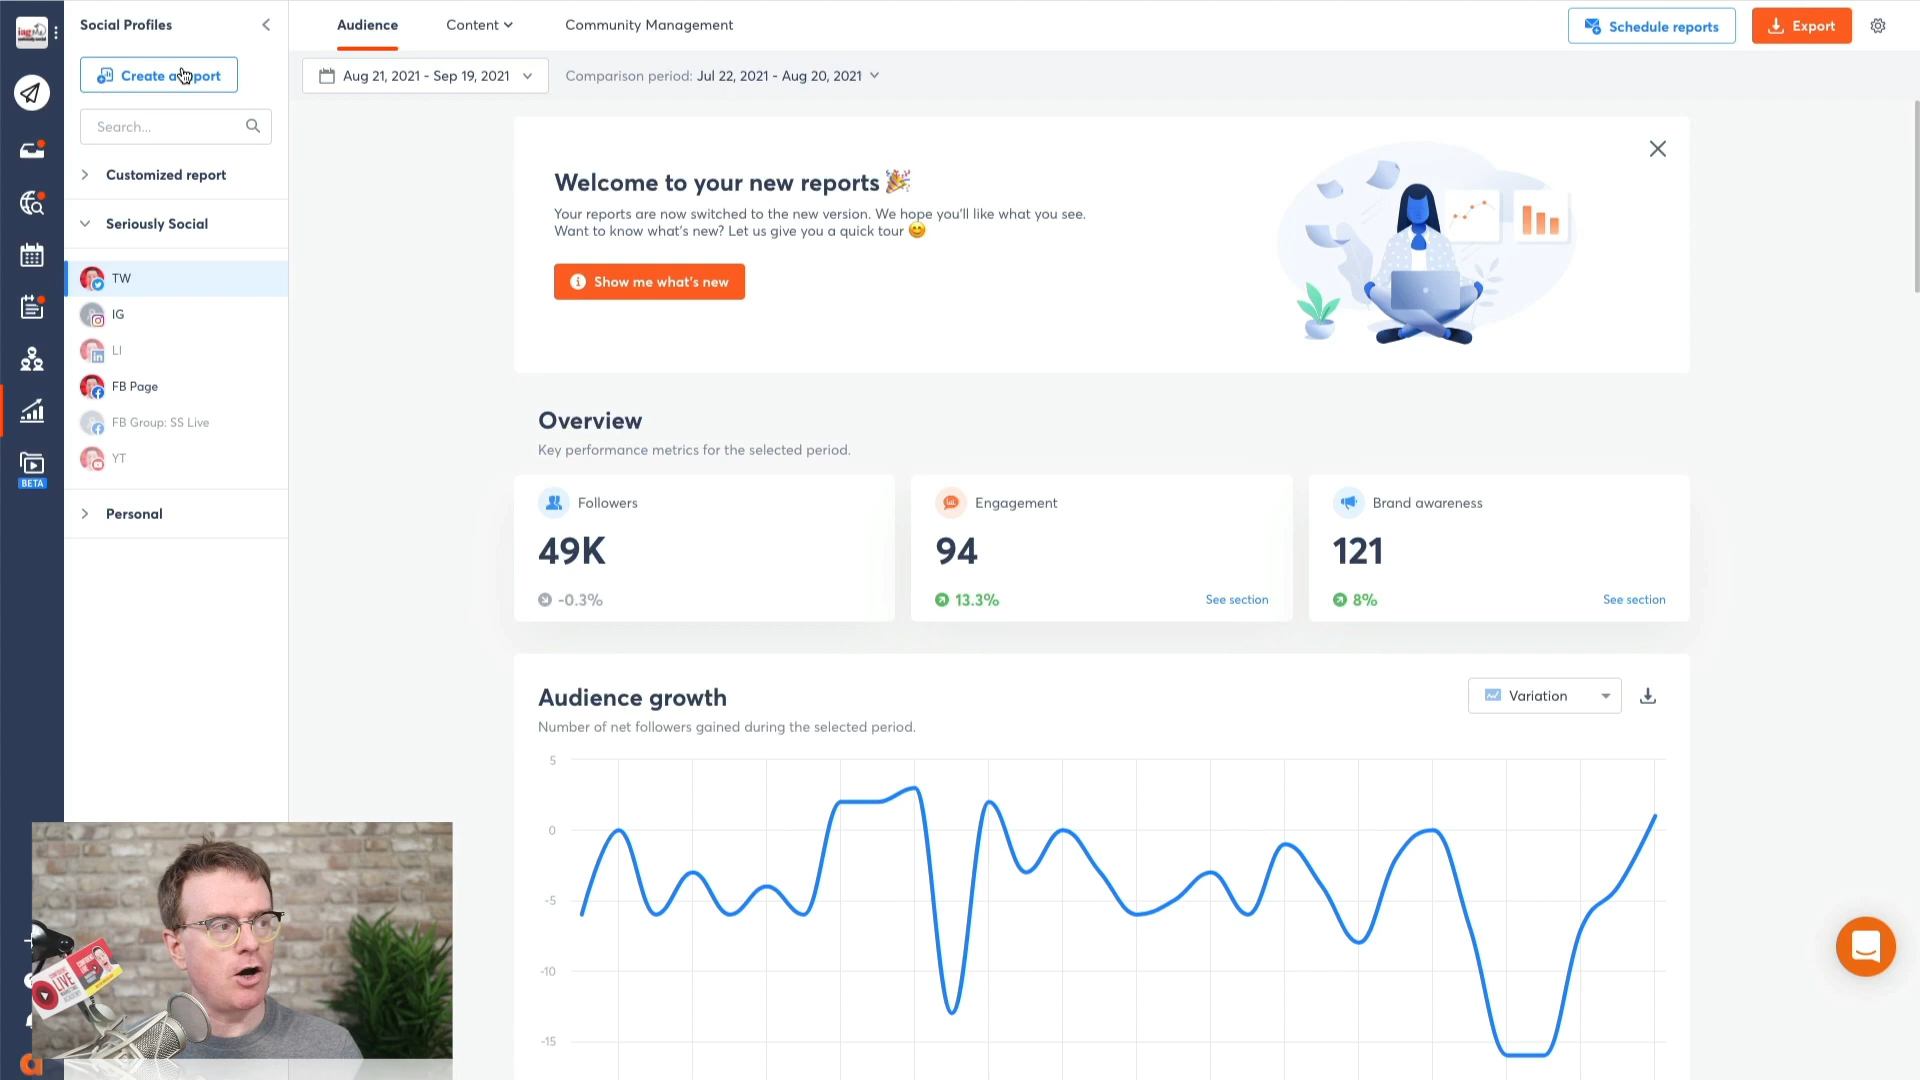 Social Profiles
Audience
Content
Community Management
Schedule reports
Export
Create a report
Aug 21, 2021 - Sep 19, 2021
Comparison period: Jul 22, 2021 - Aug 20, 2021
Search...
Customized report
Seriously Social
TW
IG
LI
FB Page
FB Group: SS Live
YT
Personal
BETA
Welcome to your new reports 🎉
Your reports are now switched to the new version. We hope you'll like what you see.
Want to know what's new? Let us give you a quick tour 😊
Show me what's new
Overview
Key performance metrics for the selected period.
Followers
49K
-0.3%
Engagement
94
13.3%
See section
Brand awareness
121
8%
See section
Audience growth
Number of net followers gained during the selected period.
Variation
5
0
-5
-10
-15
LIVE